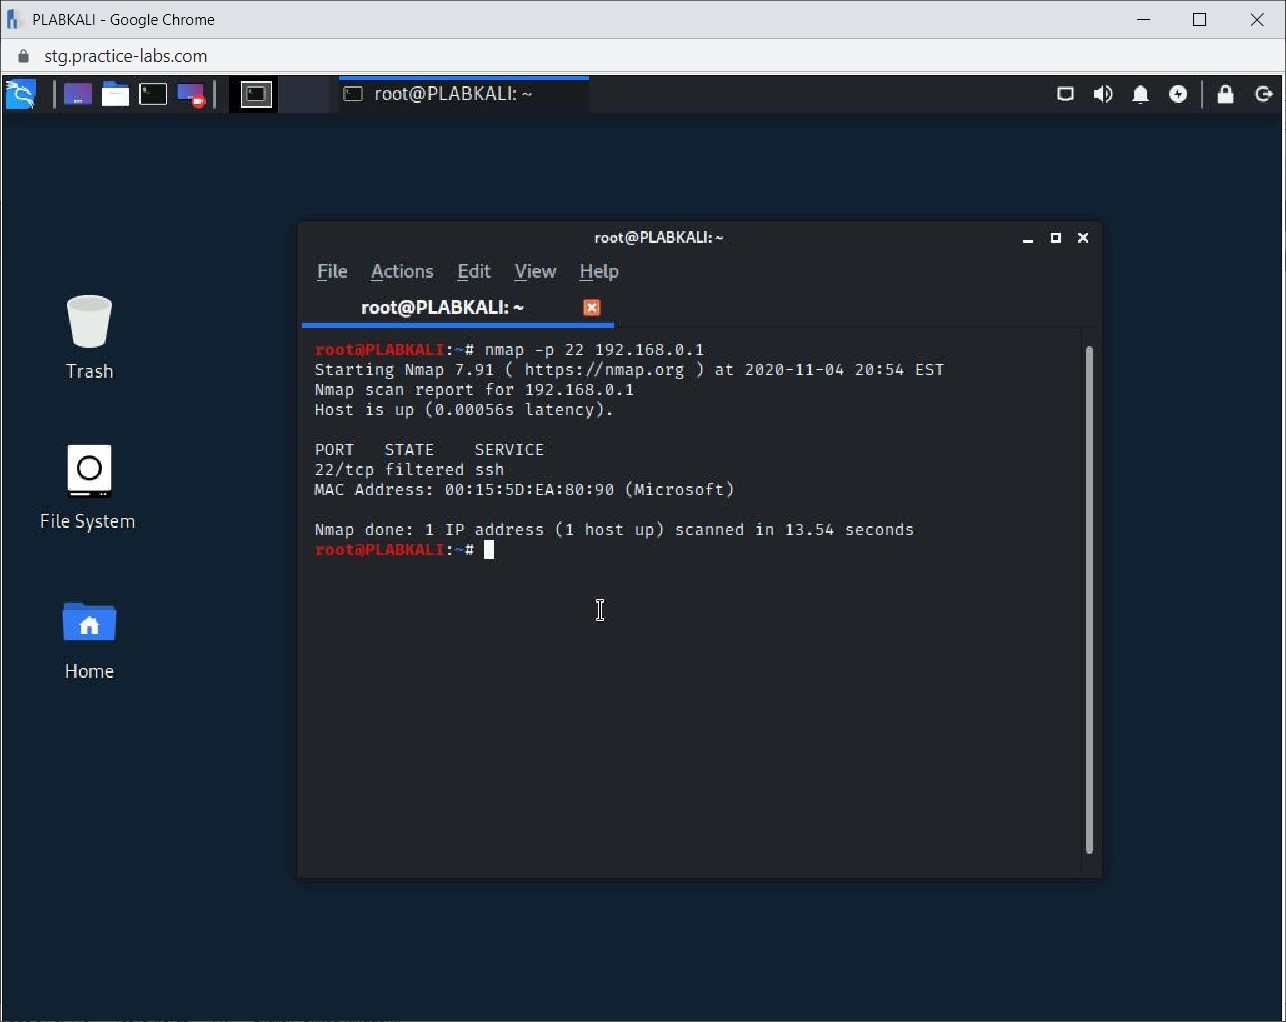 PLABKALI - Google Chrome
stg.practice-labs.com
root@PLABKALI: ~
root@PLABKALI: ~
File Actions Edit View Help
root@PLABKALI: ~
root@PLABKALI:~# nmap -p 22 192.168.0.1
Starting Nmap 7.91 ( https://nmap.org ) at 2020-11-04 20:54 EST
Nmap scan report for 192.168.0.1
Host is up (0.00056s latency).
PORT   STATE    SERVICE
22/tcp filtered ssh
MAC Address: 00:15:5D:EA:80:90 (Microsoft)
Nmap done: 1 IP address (1 host up) scanned in 13.54 seconds
root@PLABKALI:~#
Trash
File System
Home